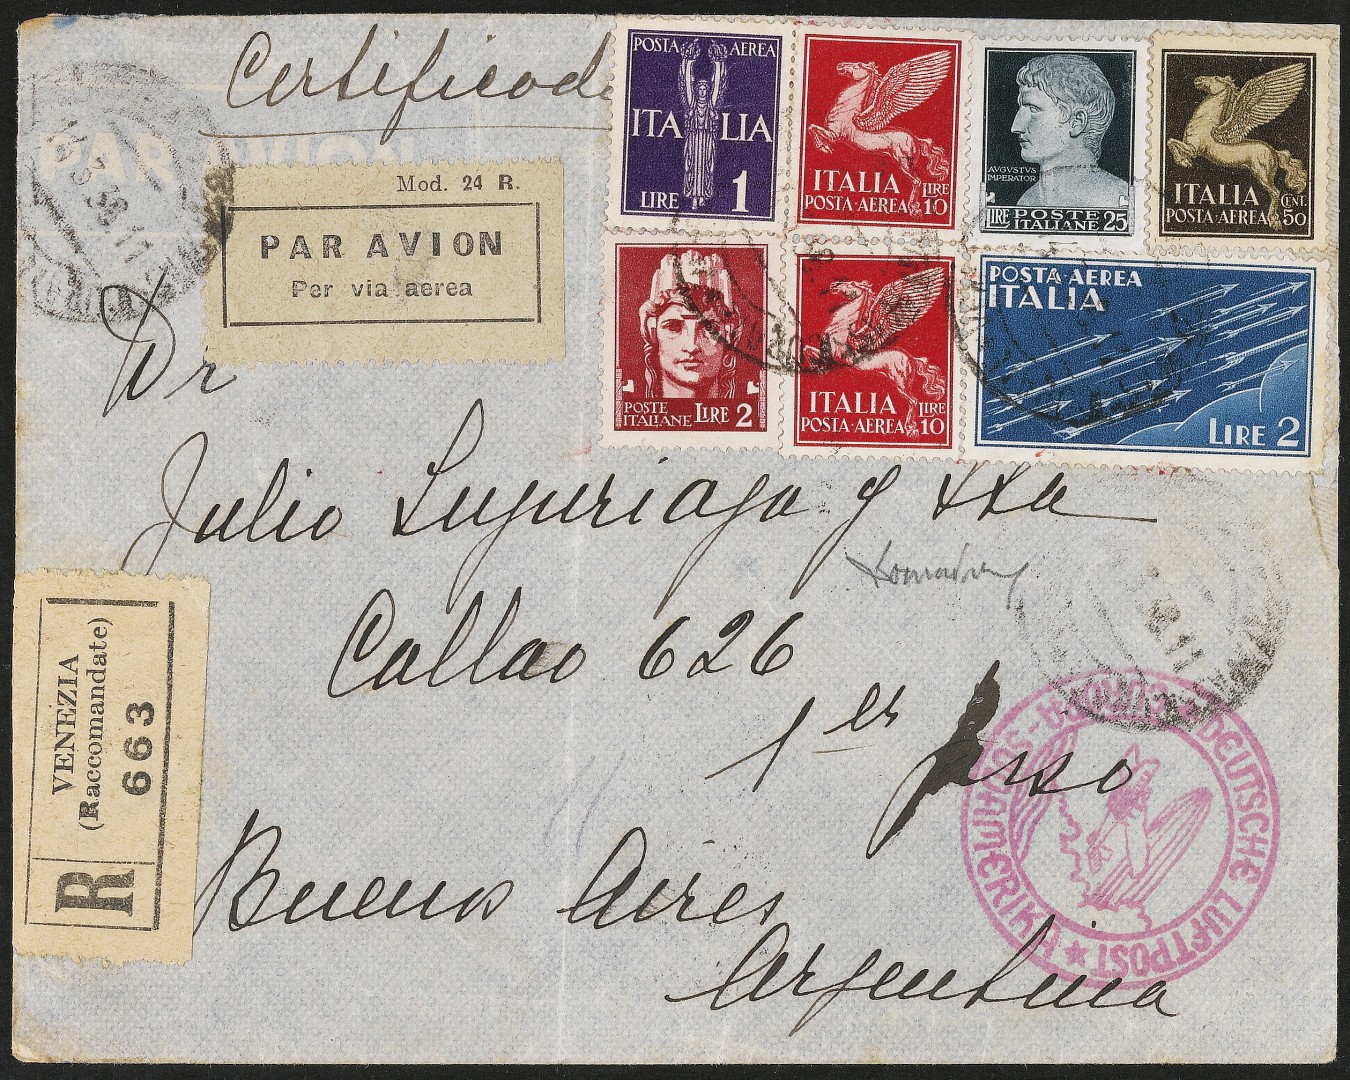 Certificado
PAR AVION
Mod. 24 R.
PAR AVION
Per via aerea
POSTA AEREA
ITALIA
LIRE 1
ITALIA LIRE
POSTA·AEREA 10
AVGVSTVS
IMPERATOR
LIRE POSTE ITALIANE 25
ITALIA CENT.
POSTA·AEREA 50
POSTE ITALIANE LIRE 2
ITALIA LIRE
POSTA·AEREA 10
POSTA·AEREA
ITALIA
LIRE 2
Dr
Julio Luzuriaga y
Callao 626
1er piso
Buenos Aires
Argentina
VENEZIA
(Raccomandate)
663
R
DEUTSCHE LUFTPOST
EUROPA-SÜDAMERIKA